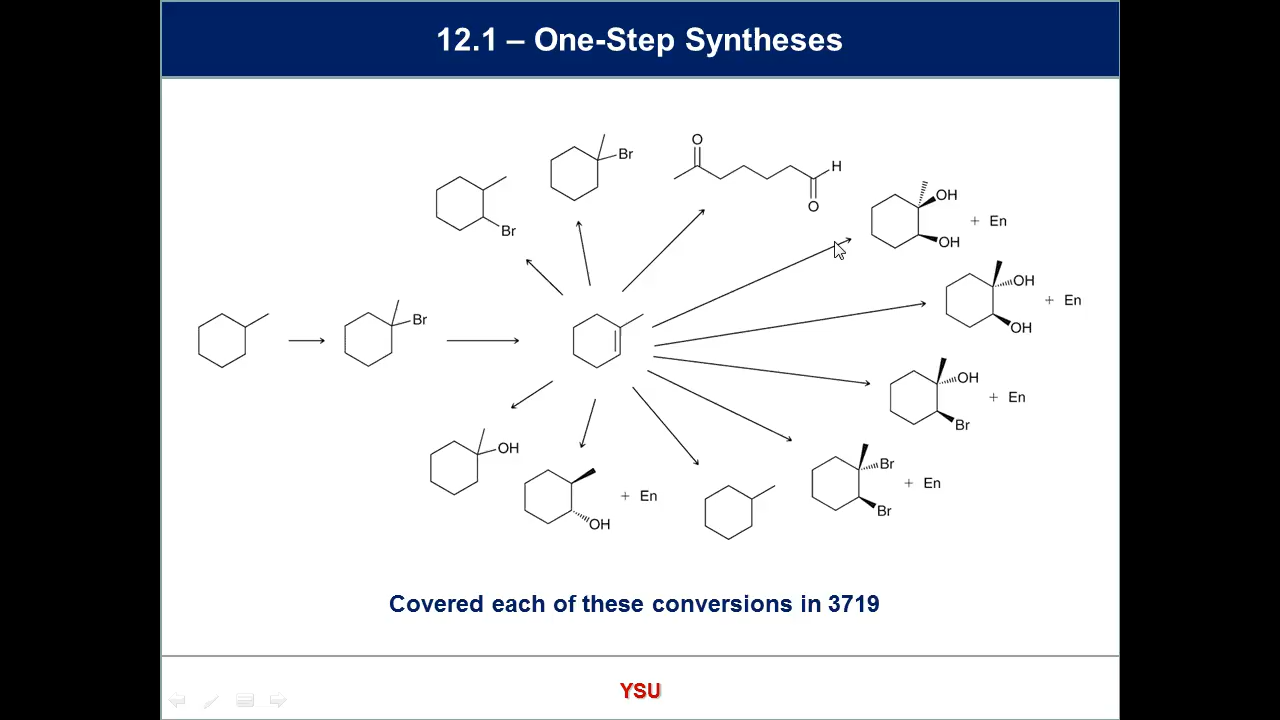 12.1 – One-Step Syntheses
O
Br
H
O
Br
OH
+ En
OH
OH
+ En
OH
Br
OH
+ En
Br
OH
Br
+ En
Br
+ En
OH
Covered each of these conversions in 3719
YSU